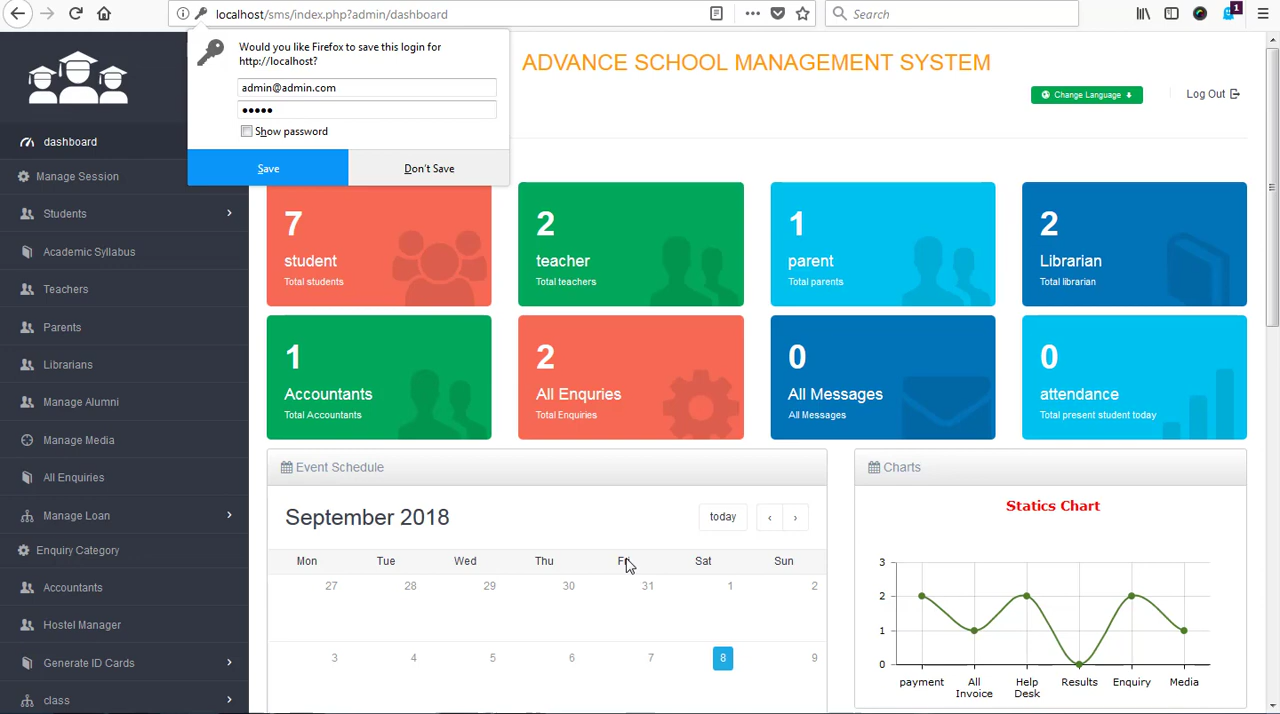 localhost/sms/index.php?admin/dashboard
Search
1
Would you like Firefox to save this login for
http://localhost?
admin@admin.com
•••••
Show password
Save
Don't Save
ADVANCE SCHOOL MANAGEMENT SYSTEM
Change Language
Log Out
dashboard
Manage Session
Students
Academic Syllabus
Teachers
Parents
Librarians
Manage Alumni
Manage Media
All Enquiries
Manage Loan
Enquiry Category
Accountants
Hostel Manager
Generate ID Cards
class
7
student
Total students
2
teacher
Total teachers
1
parent
Total parents
2
Librarian
Total librarian
1
Accountants
Total Accountants
2
All Enquries
Total Enquiries
0
All Messages
All Messages
0
attendance
Total present student today
Event Schedule
September 2018
today
‹ ›
Mon Tue Wed Thu Fri Sat Sun
27 28 29 30 31 1 2
3 4 5 6 7 8 9
Charts
Statics Chart
3
2
1
0
payment All Invoice Help Desk Results Enquiry Media